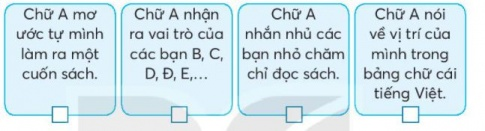 Chữ A mơ
ước tự mình
làm ra một
cuốn sách.
Chữ A nhận
ra vai trò của
các bạn B, C,
D, Đ, E,...
Chữ A
nhắn nhủ các
bạn nhỏ chăm
chỉ đọc sách.
Chữ A nói
về vị trí của
mình trong
bảng chữ cái
tiếng Việt.